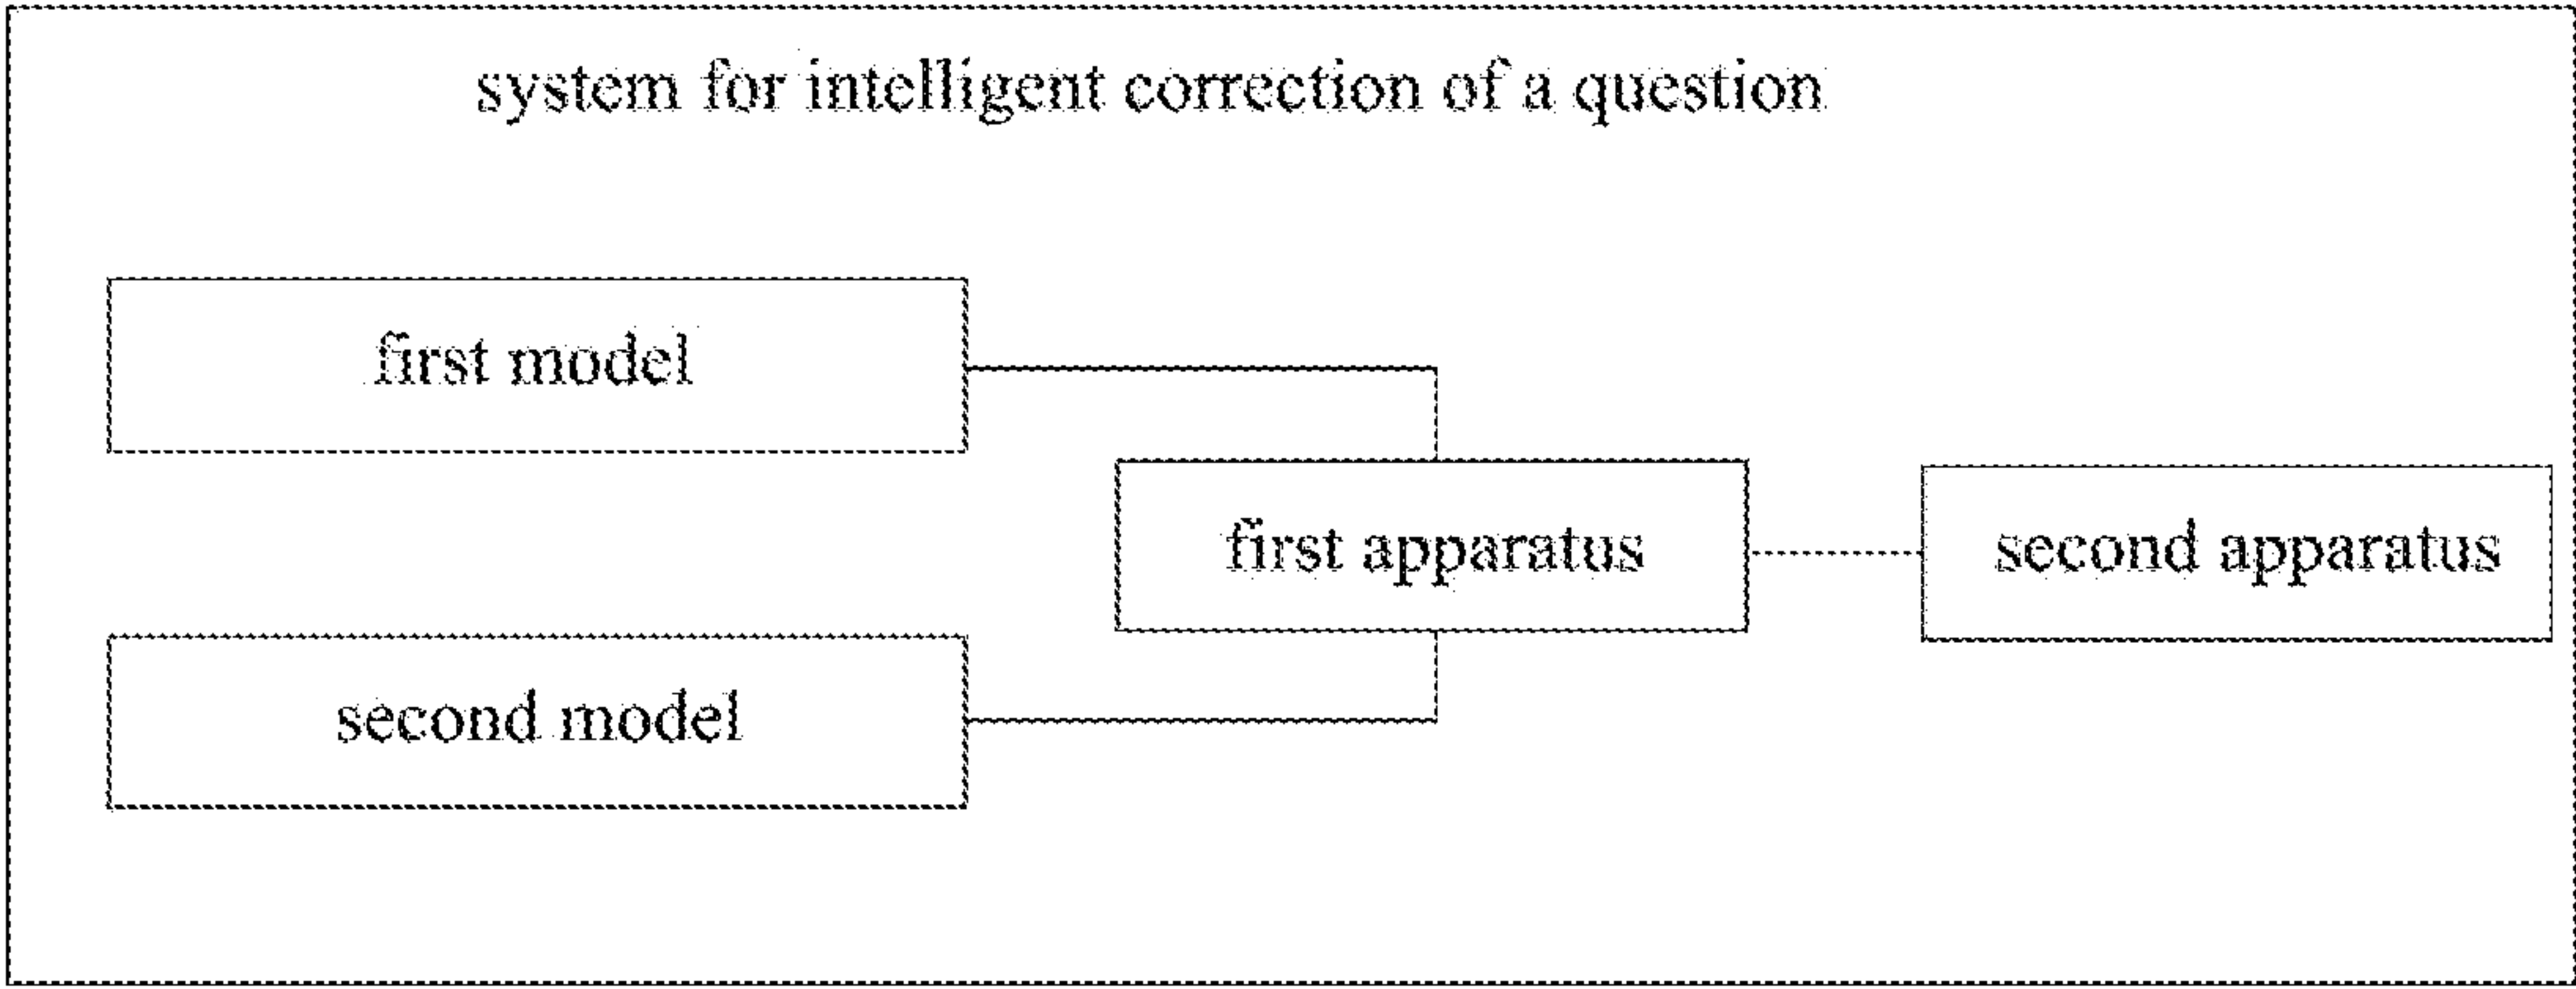 system for intelligent correction of a question
first model
first apparatus
second apparatus
second model